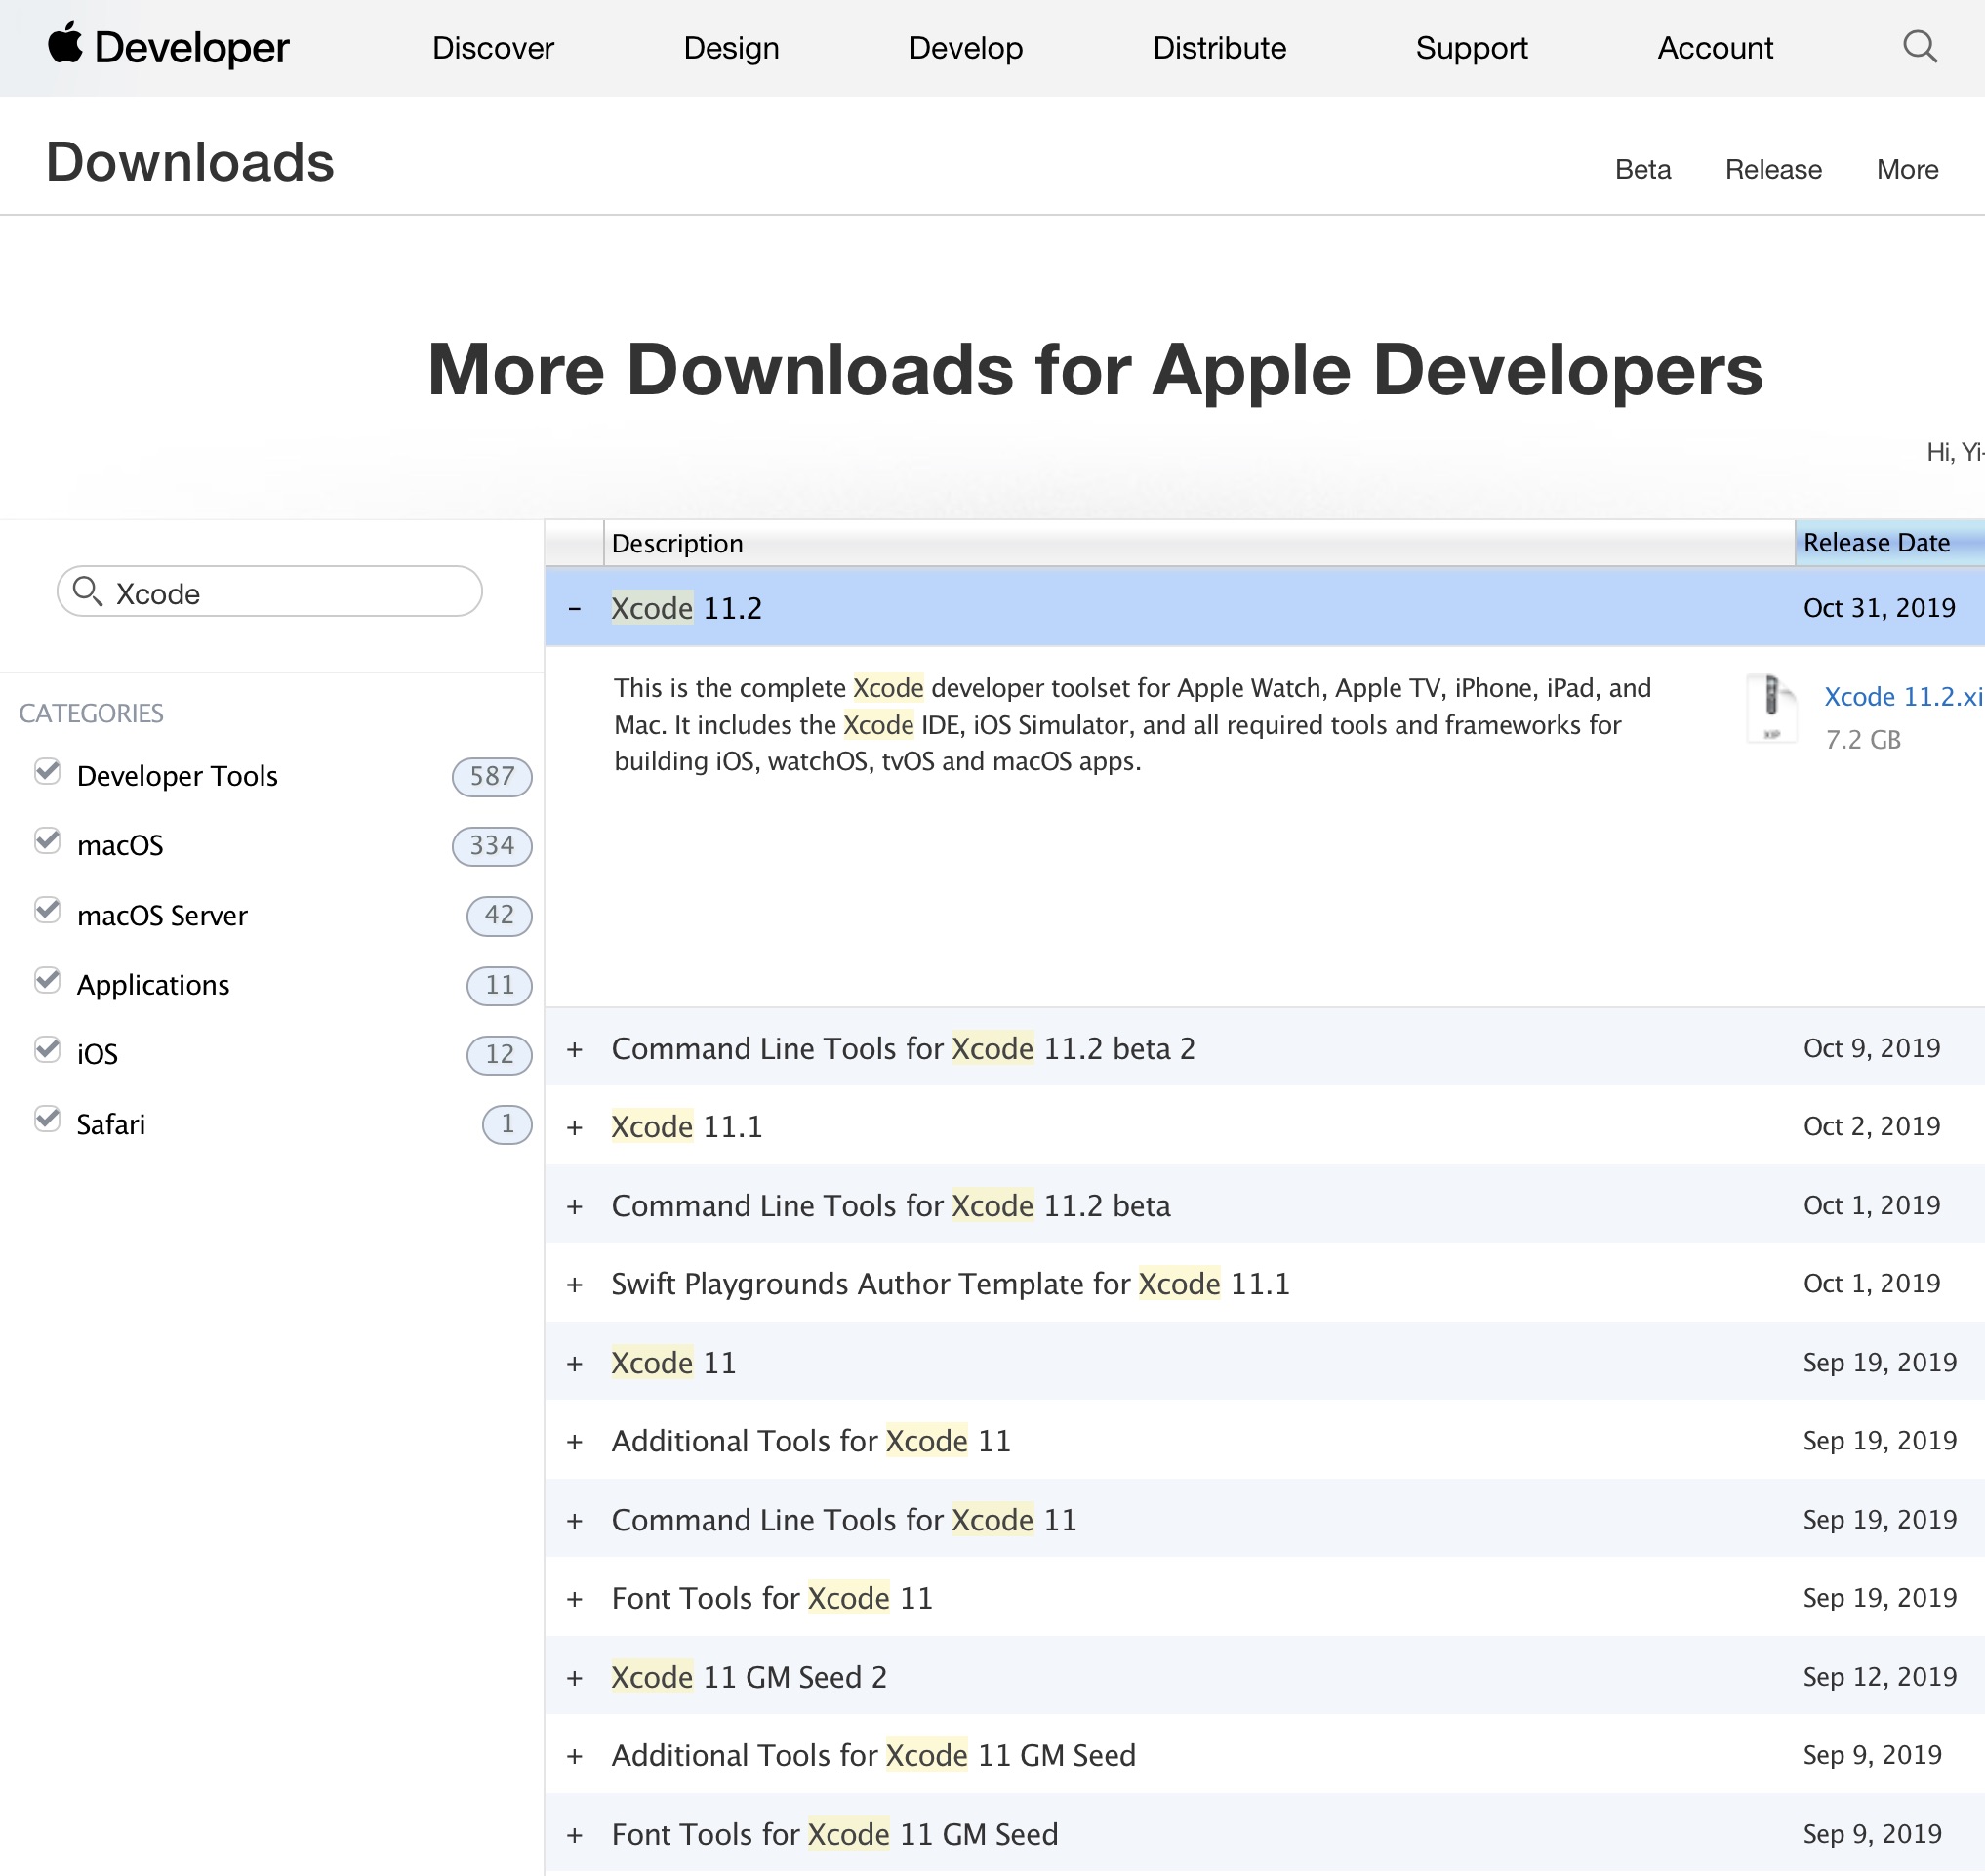 Developer Discover Design Develop Distribute Support Account
Downloads Beta Release More
More Downloads for Apple Developers
Hi, Yi-
Xcode
CATEGORIES
Developer Tools 587
macOS 334
macOS Server 42
Applications 11
iOS 12
Safari 1
Description Release Date
− Xcode 11.2 Oct 31, 2019
This is the complete Xcode developer toolset for Apple Watch, Apple TV, iPhone, iPad, and
Mac. It includes the Xcode IDE, iOS Simulator, and all required tools and frameworks for
building iOS, watchOS, tvOS and macOS apps.
XIP
Xcode 11.2.xi
7.2 GB
+ Command Line Tools for Xcode 11.2 beta 2 Oct 9, 2019
+ Xcode 11.1 Oct 2, 2019
+ Command Line Tools for Xcode 11.2 beta Oct 1, 2019
+ Swift Playgrounds Author Template for Xcode 11.1 Oct 1, 2019
+ Xcode 11 Sep 19, 2019
+ Additional Tools for Xcode 11 Sep 19, 2019
+ Command Line Tools for Xcode 11 Sep 19, 2019
+ Font Tools for Xcode 11 Sep 19, 2019
+ Xcode 11 GM Seed 2 Sep 12, 2019
+ Additional Tools for Xcode 11 GM Seed Sep 9, 2019
+ Font Tools for Xcode 11 GM Seed Sep 9, 2019